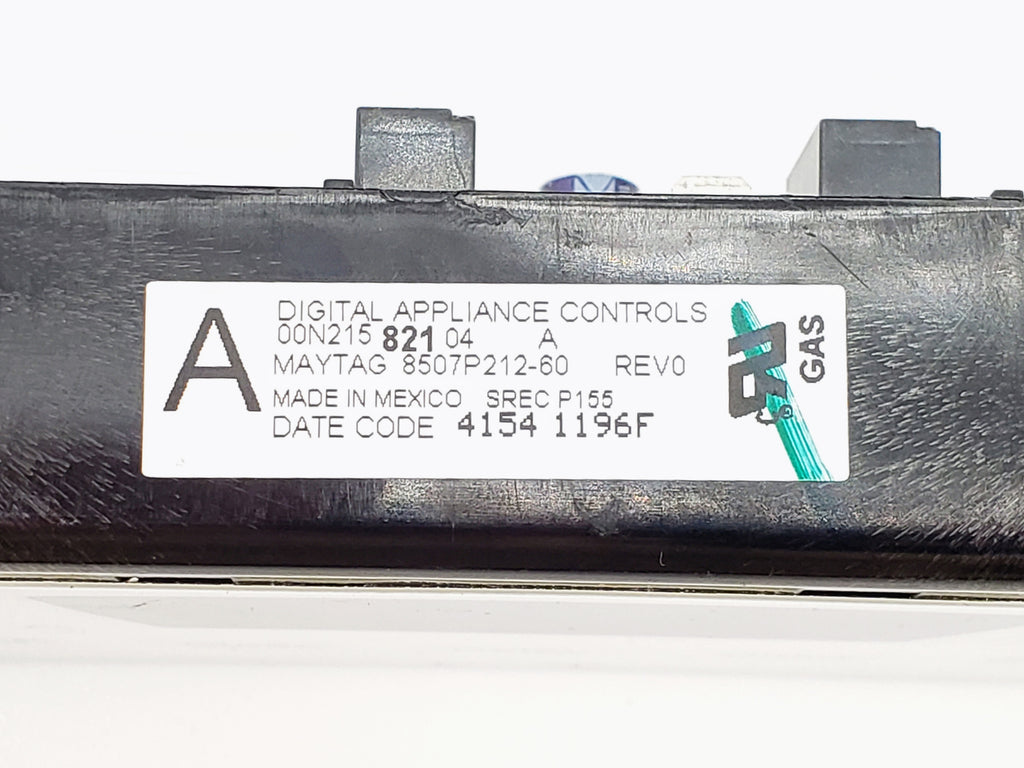 A
DIGITAL APPLIANCE CONTROLS
00N215 821 04 A
MAYTAG 8507P212-60 REV0
MADE IN MEXICO SREC P155
DATE CODE 4154 1196F
GAS